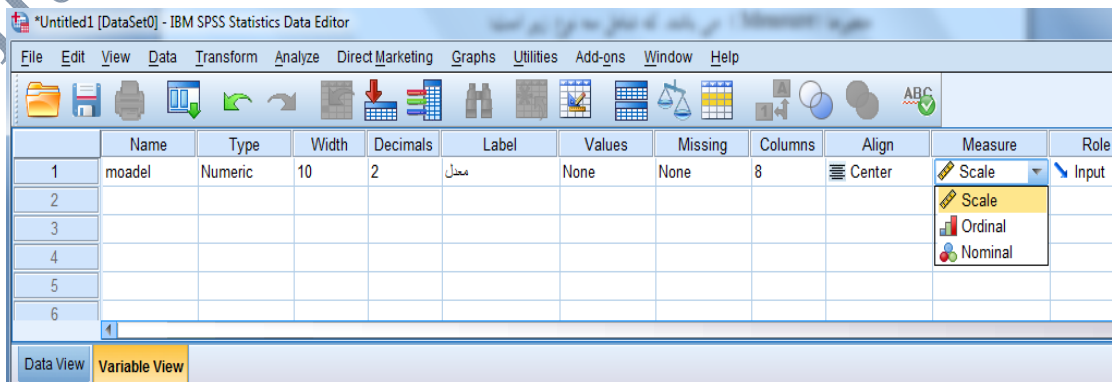 *Untitled1 [DataSet0] - IBM SPSS Statistics Data Editor
File Edit View Data Transform Analyze Direct Marketing Graphs Utilities Add-ons Window Help
Name Type Width Decimals Label Values Missing Columns Align Measure Role
1 moadel Numeric 10 2 معدل None None 8 Center Scale Input
2 Scale
3 Ordinal
4 Nominal
5
6
Data View Variable View